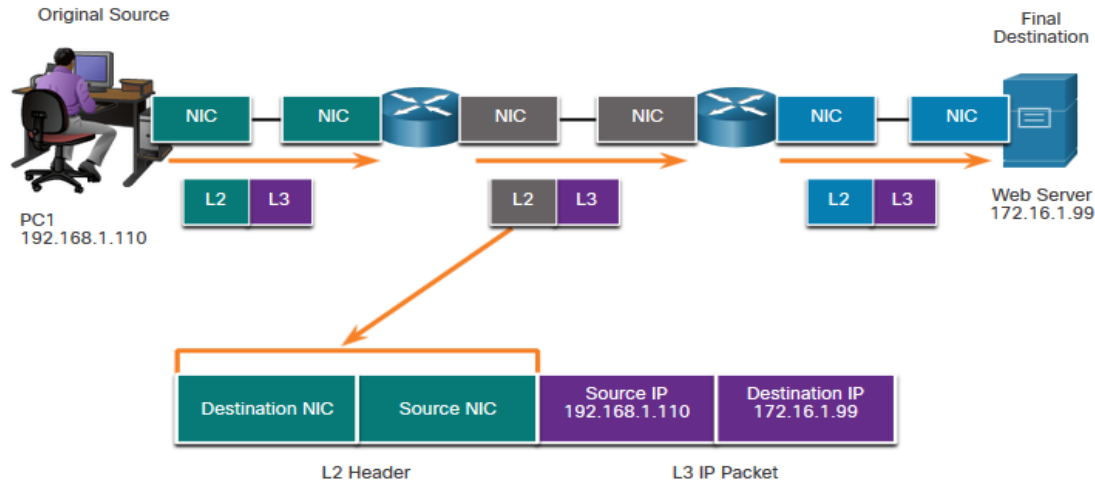 Original Source
Final
Destination
NIC
NIC
NIC
NIC
NIC
NIC
L2 L3
L2 L3
L2 L3
PC1
192.168.1.110
Web Server
172.16.1.99
Destination NIC
Source NIC
Source IP
192.168.1.110
Destination IP
172.16.1.99
L2 Header
L3 IP Packet